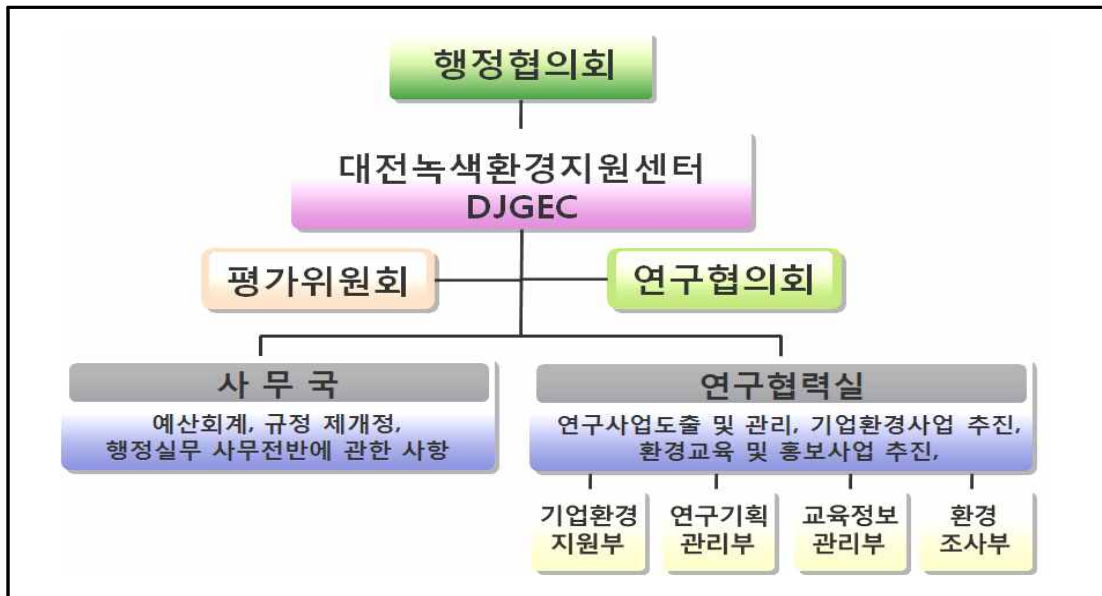 행정협의회
대전녹색환경지원센터
DJGEC
평가위원회
연구협의회
사 무 국
예산회계, 규정 제개정,
행정실무 사무전반에 관한 사항
연구협력실
연구사업도출 및 관리, 기업환경사업 추진,
환경교육 및 홍보사업 추진,
기업환경
지원부
연구기획
관리부
교육정보
관리부
환경
조사부